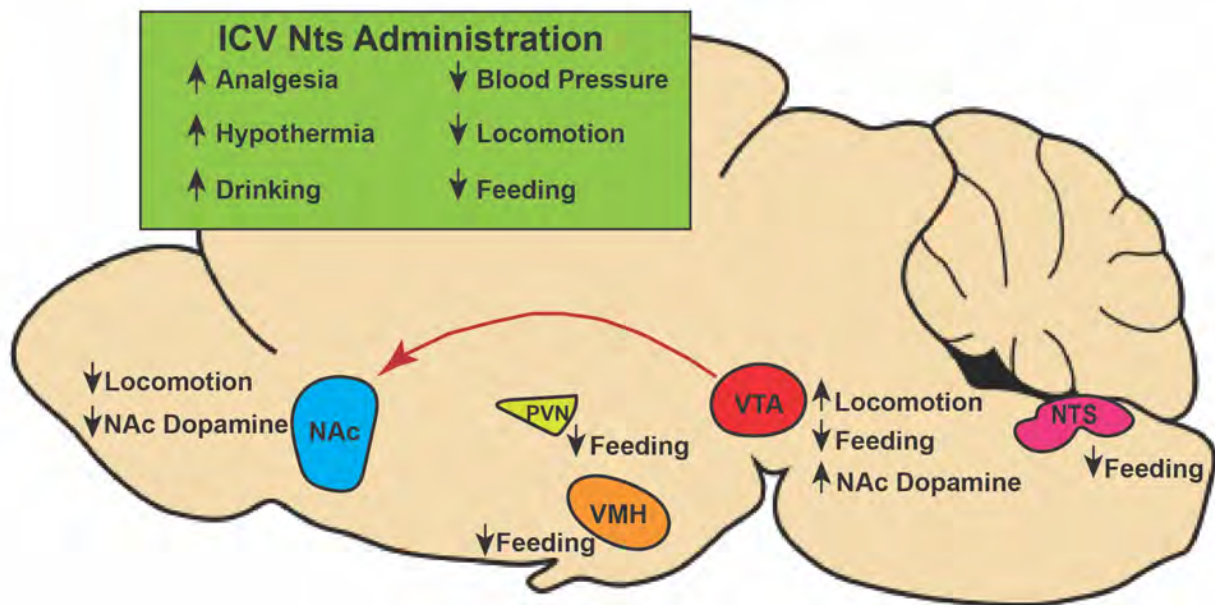 ICV Nts Administration
↑ Analgesia
↓ Blood Pressure
↑ Hypothermia
↓ Locomotion
↑ Drinking
↓ Feeding
↓ Locomotion
↓ NAc Dopamine
NAc
PVN
↓ Feeding
VMH
↓ Feeding
VTA
↑ Locomotion
↓ Feeding
↑ NAc Dopamine
NTS
↓ Feeding